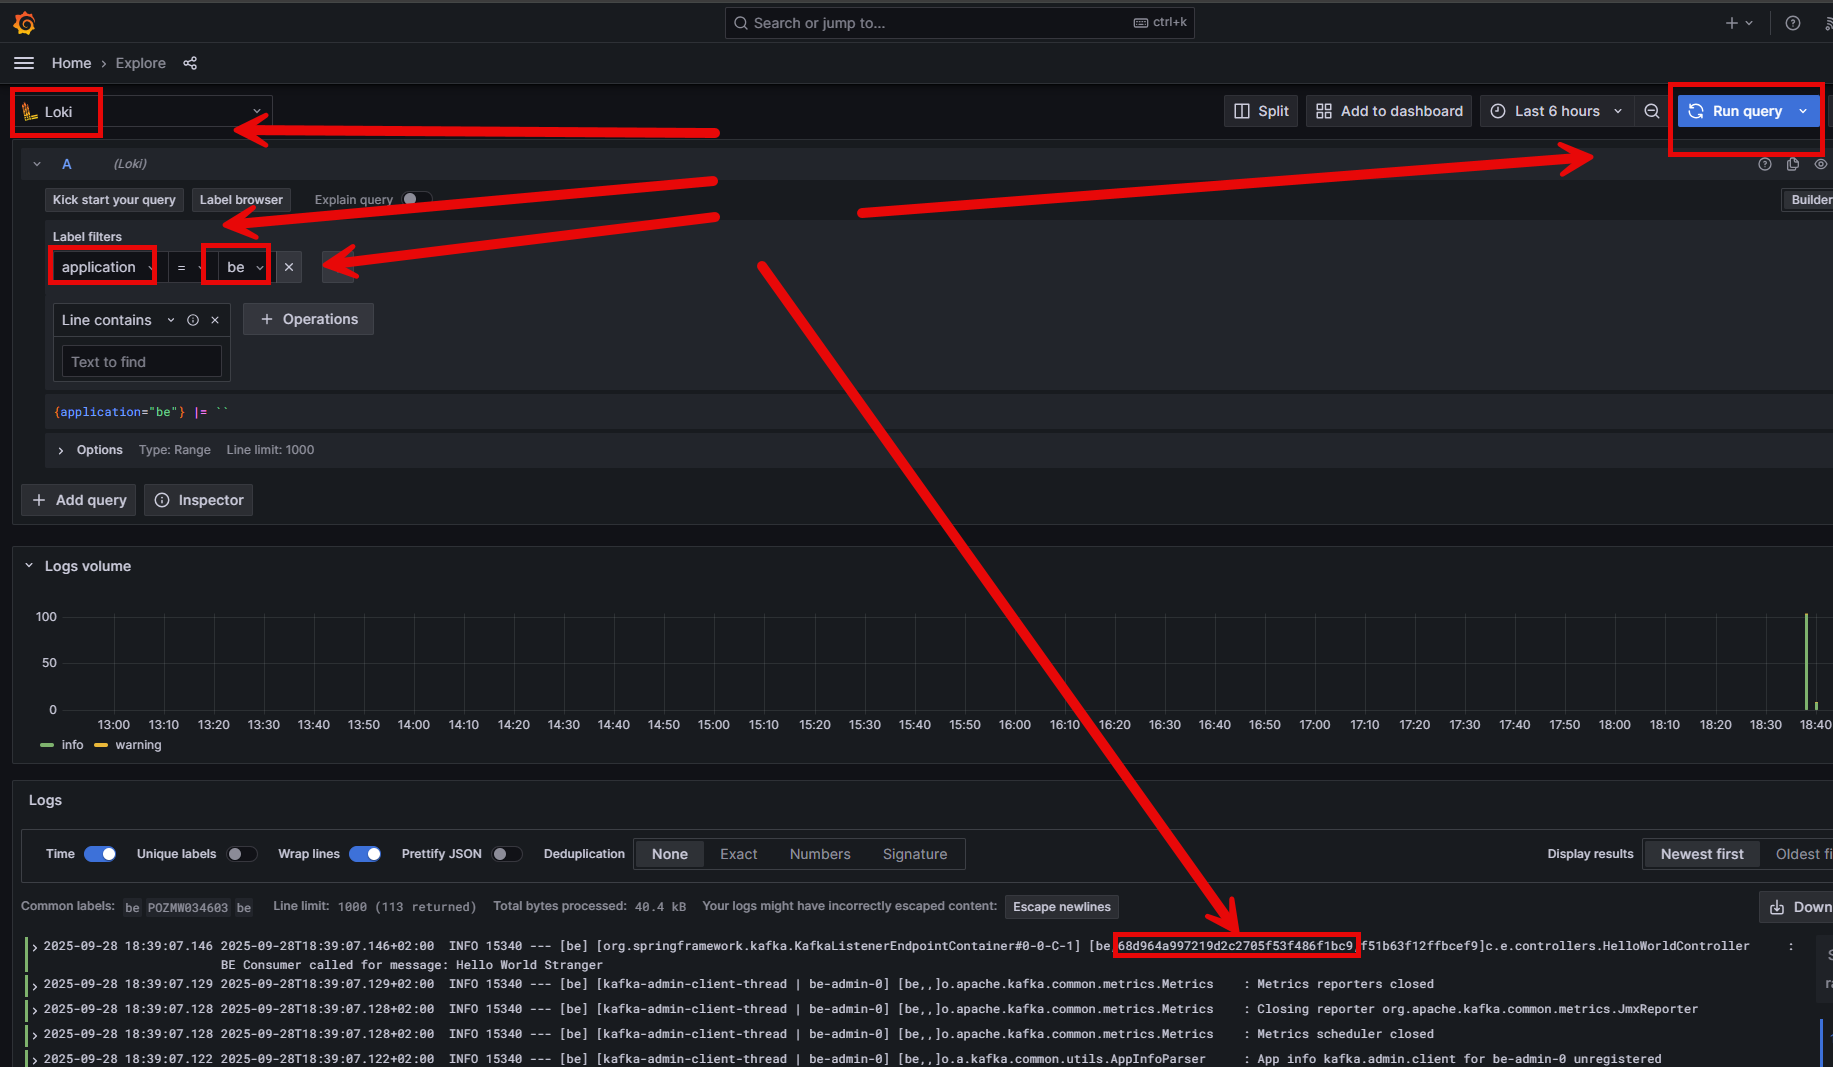 Search or jump to... ctrl+k
Home › Explore
Loki
Split Add to dashboard Last 6 hours Run query
A (Loki)
Kick start your query Label browser Explain query Builder
Label filters
application = be
Line contains Operations
Text to find
{application="be"} |= ``
Options Type: Range Line limit: 1000
Add query Inspector
Logs volume
100
50
0
13:00 13:10 13:20 13:30 13:40 13:50 14:00 14:10 14:20 14:30 14:40 14:50 15:00 15:10 15:20 15:30 15:40 15:50 16:00 16:10 16:20 16:30 16:40 16:50 17:00 17:10 17:20 17:30 17:40 17:50 18:00 18:10 18:20 18:30 18:40
info warning
Logs
Time Unique labels Wrap lines Prettify JSON Deduplication None Exact Numbers Signature Display results Newest first Oldest fi
Common labels: be POZMW034603 be Line limit: 1000 (113 returned) Total bytes processed: 40.4 kB Your logs might have incorrectly escaped content: Escape newlines Down
2025-09-28 18:39:07.146 2025-09-28T18:39:07.146+02:00 INFO 15340 --- [be] [org.springframework.kafka.KafkaListenerEndpointContainer#0-0-C-1] [be,68d964a997219d2c2705f53f486f1bc9,f51b63f12ffbcef9]c.e.controllers.HelloWorldController :
BE Consumer called for message: Hello World Stranger
2025-09-28 18:39:07.129 2025-09-28T18:39:07.129+02:00 INFO 15340 --- [be] [kafka-admin-client-thread | be-admin-0] [be,,]o.apache.kafka.common.metrics.Metrics : Metrics reporters closed
2025-09-28 18:39:07.128 2025-09-28T18:39:07.128+02:00 INFO 15340 --- [be] [kafka-admin-client-thread | be-admin-0] [be,,]o.apache.kafka.common.metrics.Metrics : Closing reporter org.apache.kafka.common.metrics.JmxReporter
2025-09-28 18:39:07.128 2025-09-28T18:39:07.128+02:00 INFO 15340 --- [be] [kafka-admin-client-thread | be-admin-0] [be,,]o.apache.kafka.common.metrics.Metrics : Metrics scheduler closed
2025-09-28 18:39:07.122 2025-09-28T18:39:07.122+02:00 INFO 15340 --- [be] [kafka-admin-client-thread | be-admin-0] [be,,]o.a.kafka.common.utils.AppInfoParser : App info kafka.admin.client for be-admin-0 unregistered